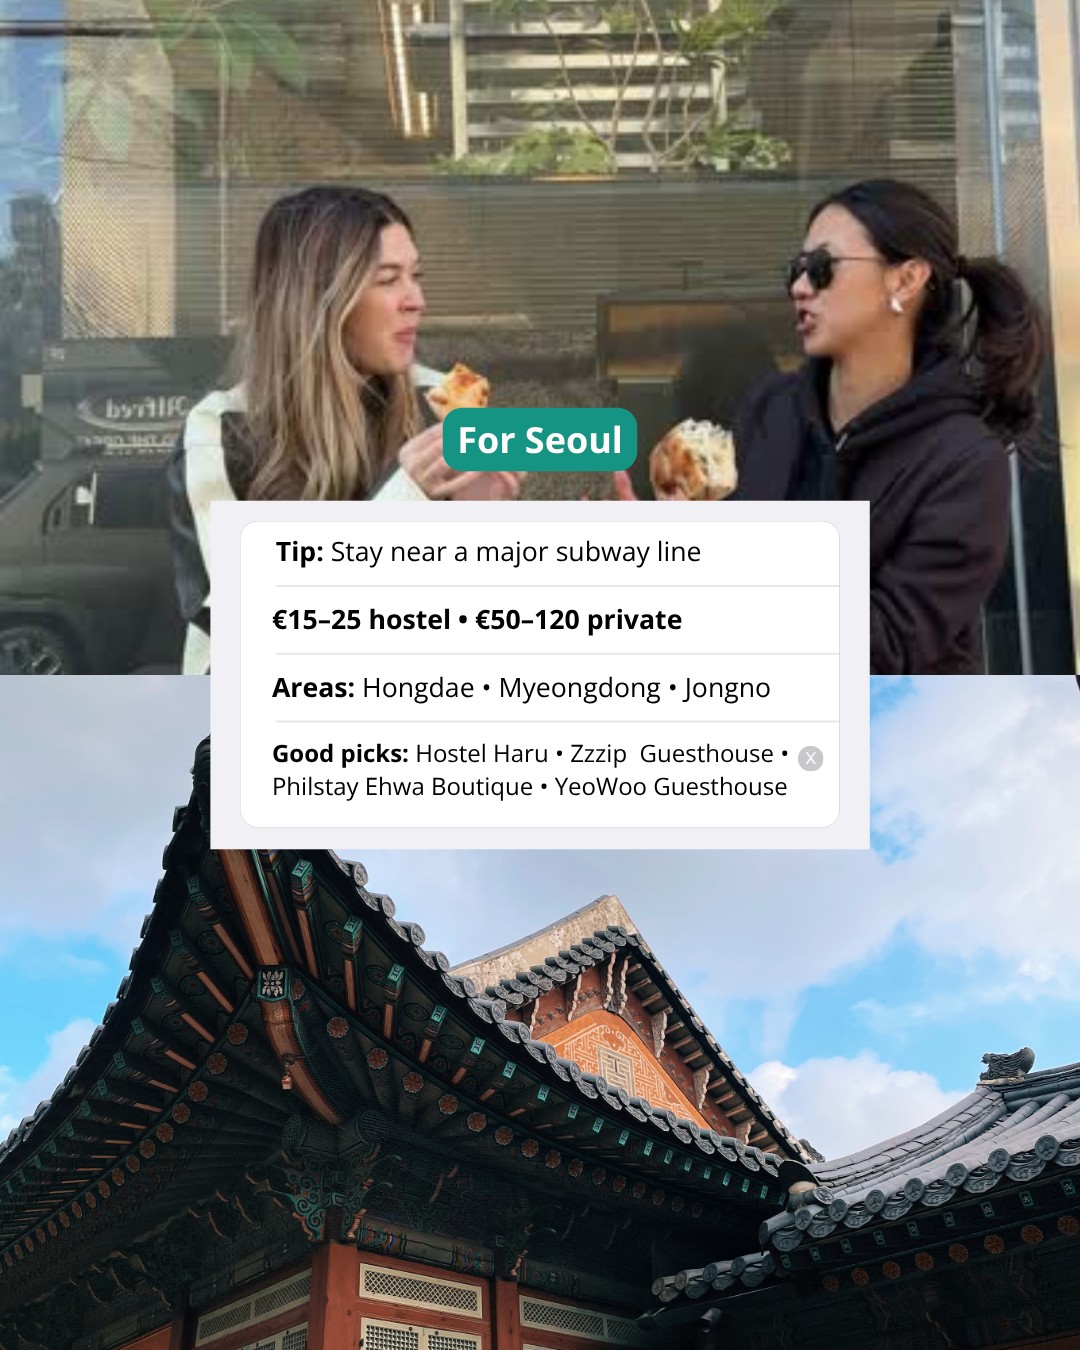 Alfred
For Seoul
Tip: Stay near a major subway line
€15–25 hostel • €50–120 private
Areas: Hongdae • Myeongdong • Jongno
Good picks: Hostel Haru • Zzzip  Guesthouse •
X
Philstay Ehwa Boutique • YeoWoo Guesthouse